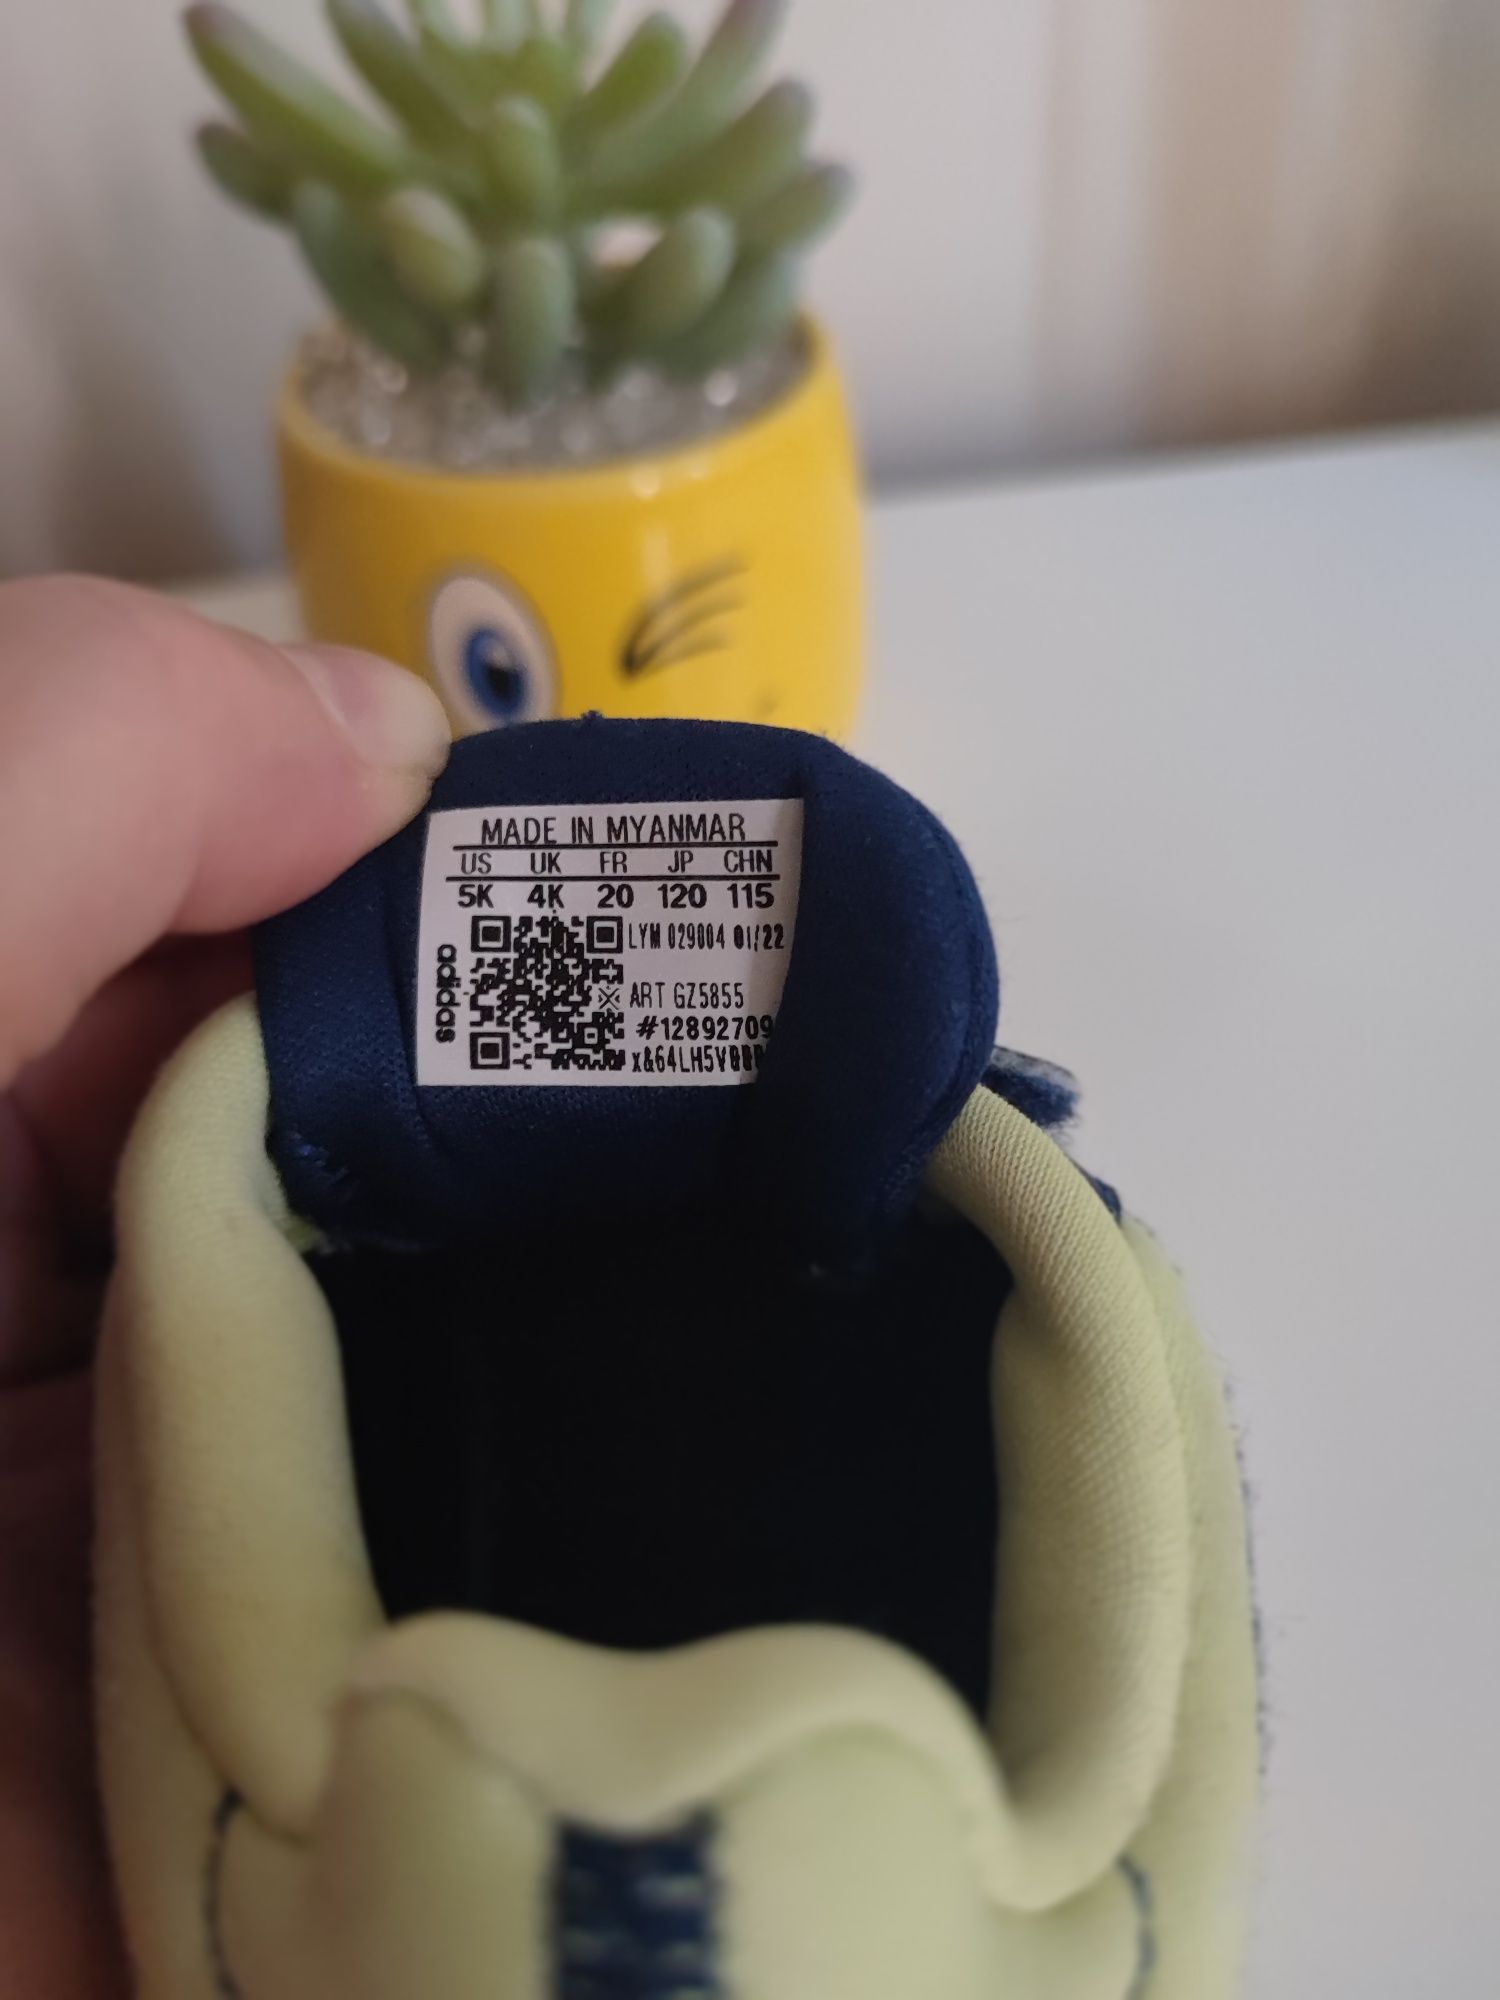 MADE IN MYANMAR
US UK FR JP CHN
5K 4K 20 120 115
adidas
LYM 029004 01/22
ART GZ5855
#12892709